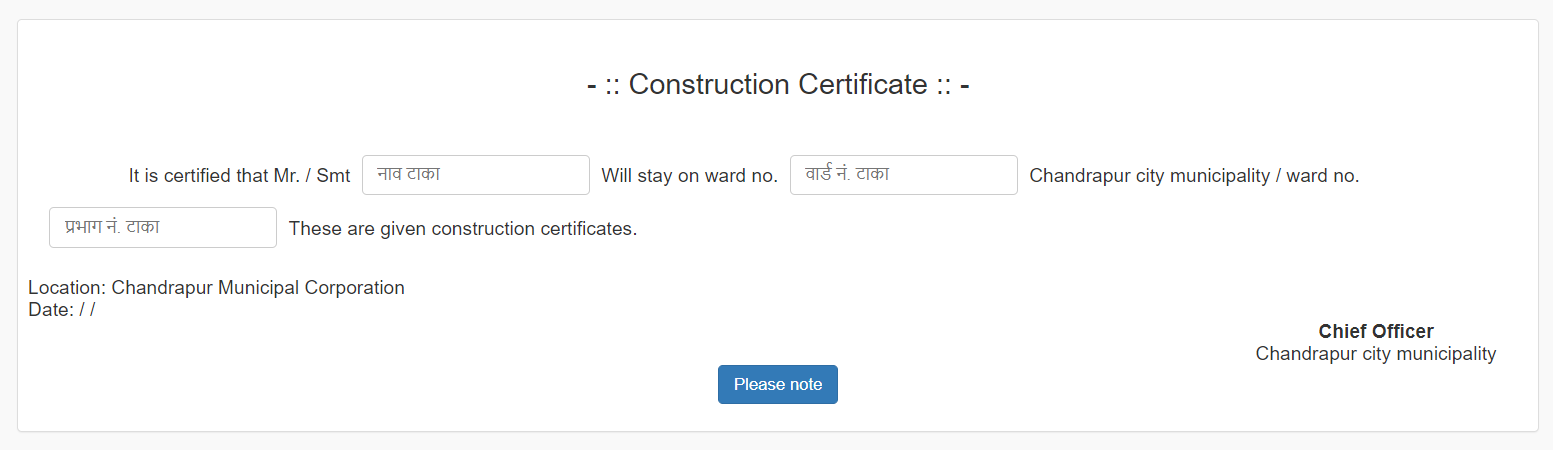 - :: Construction Certificate :: -
It is certified that Mr. / Smt नाव टाका Will stay on ward no. वार्ड नं. टाका Chandrapur city municipality / ward no.
प्रभाग नं. टाका These are given construction certificates.
Location: Chandrapur Municipal Corporation
Date: / /
Chief Officer
Chandrapur city municipality
Please note